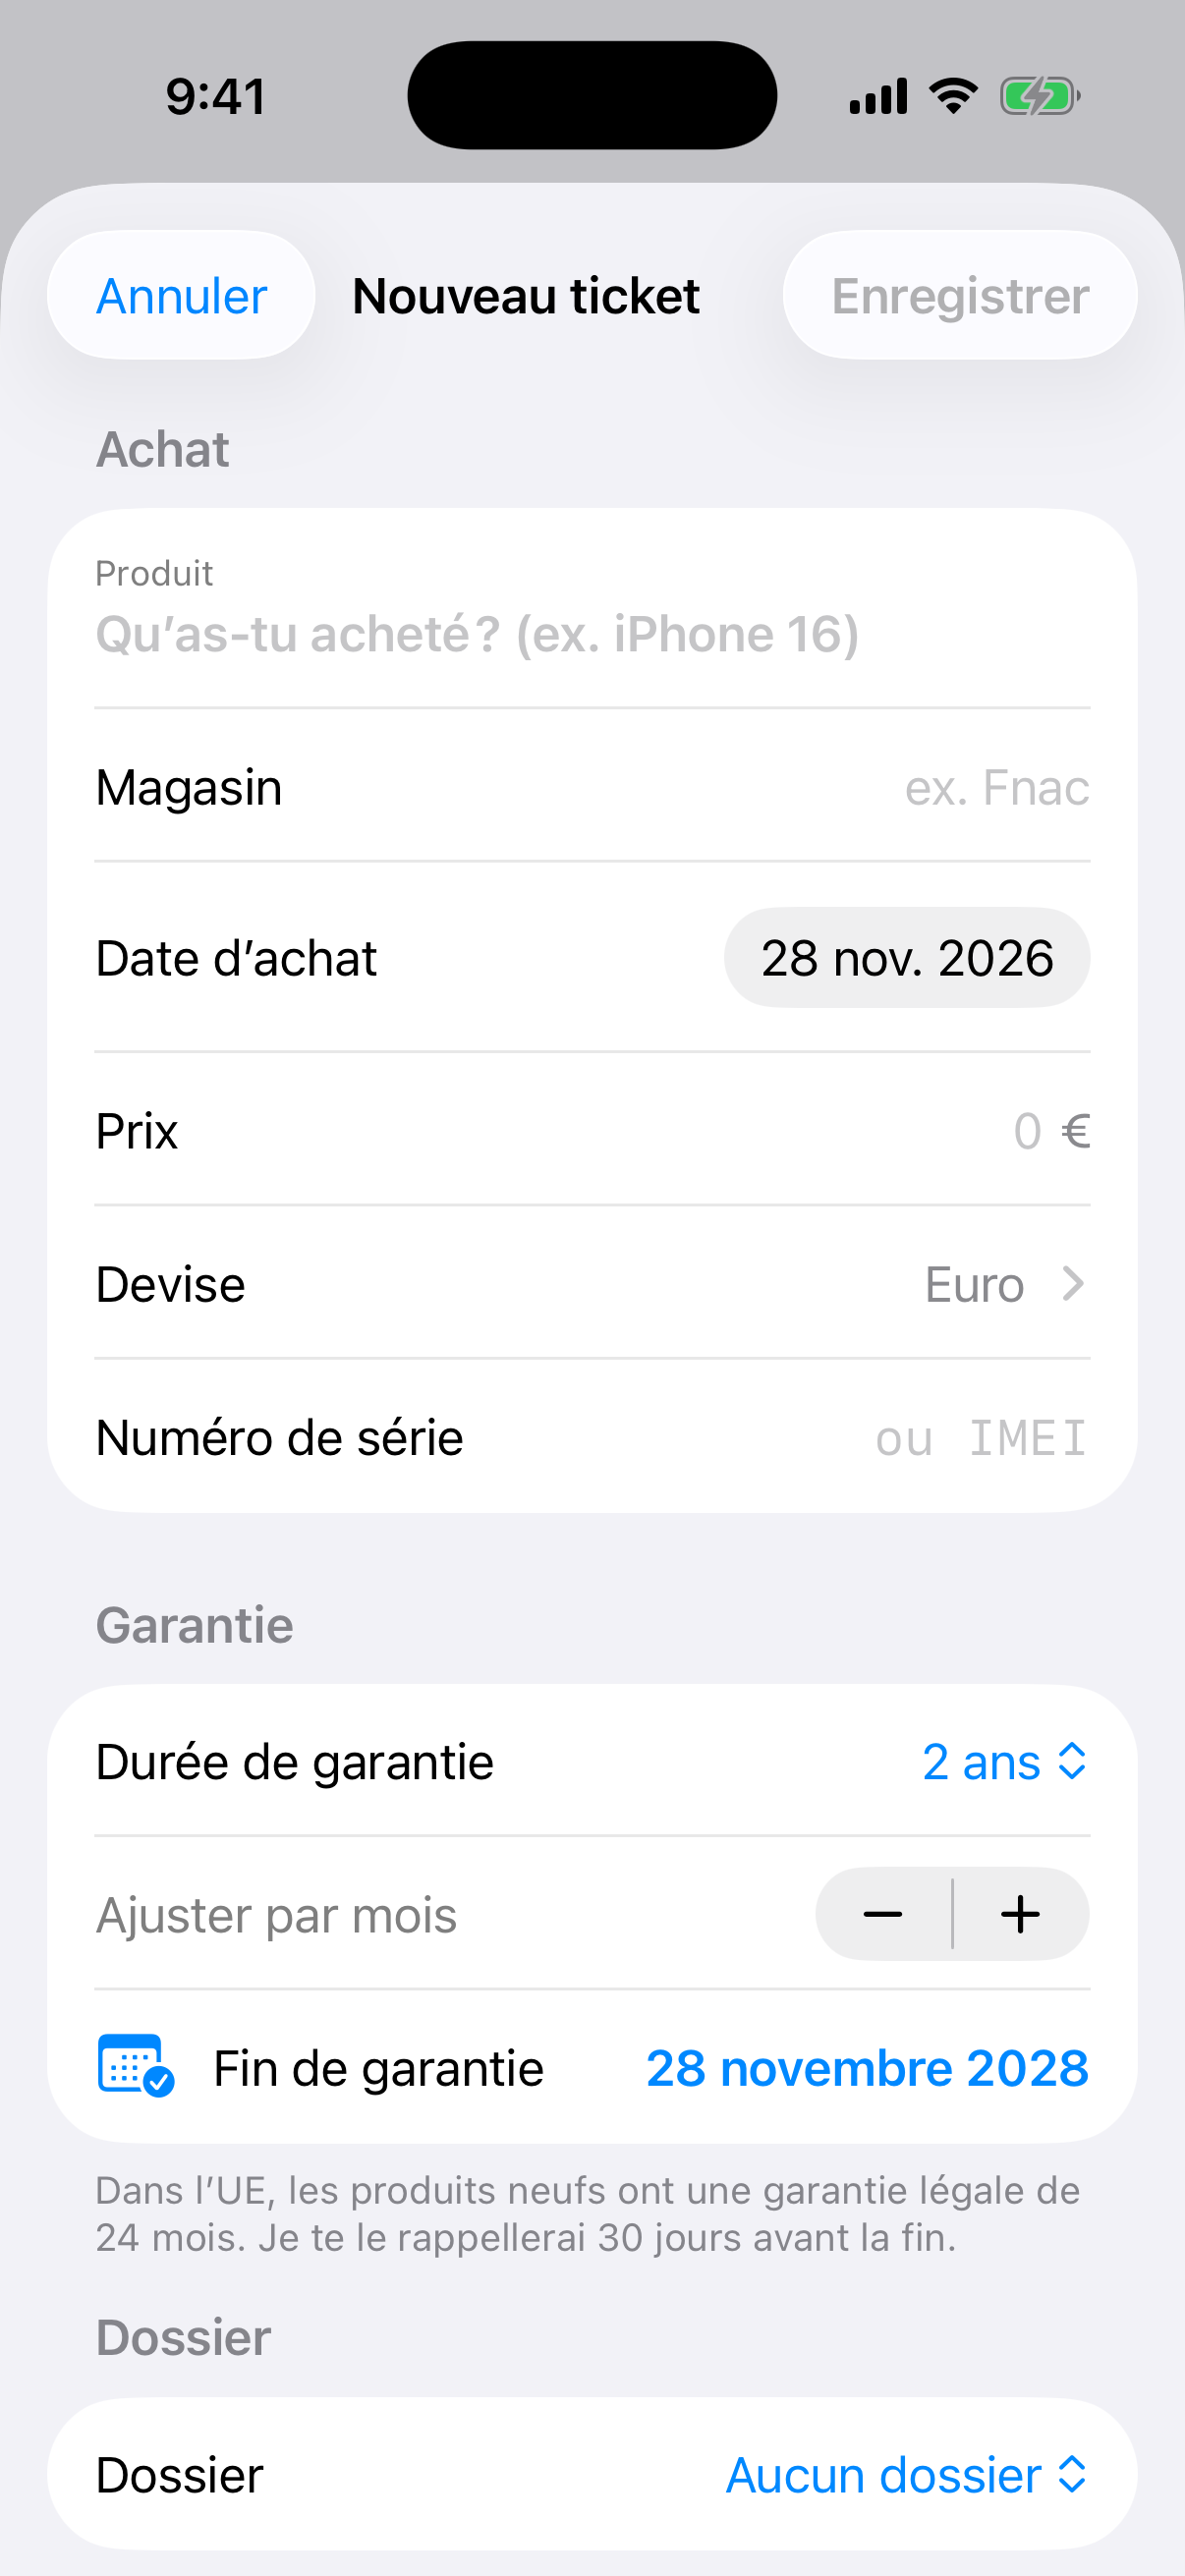 9:41
Annuler
Nouveau ticket
Enregistrer
Achat
Produit
Qu’as-tu acheté ? (ex. iPhone 16)
Magasin ex. Fnac
Date d’achat 28 nov. 2026
Prix 0 €
Devise Euro
Numéro de série ou IMEI
Garantie
Durée de garantie 2 ans
Ajuster par mois
Fin de garantie 28 novembre 2028
Dans l’UE, les produits neufs ont une garantie légale de
24 mois. Je te le rappellerai 30 jours avant la fin.
Dossier
Dossier Aucun dossier